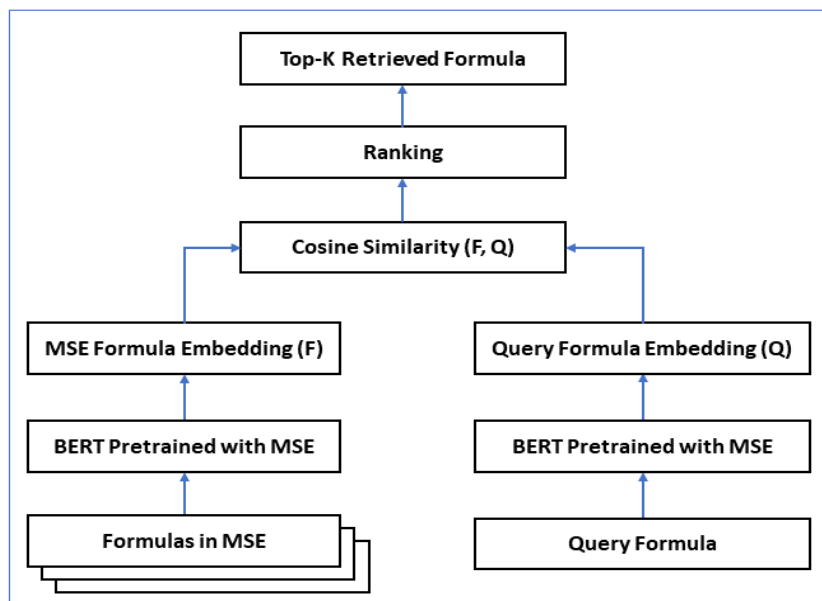 Top-K Retrieved Formula
Ranking
Cosine Similarity (F, Q)
MSE Formula Embedding (F)
Query Formula Embedding (Q)
BERT Pretrained with MSE
BERT Pretrained with MSE
Formulas in MSE
Query Formula